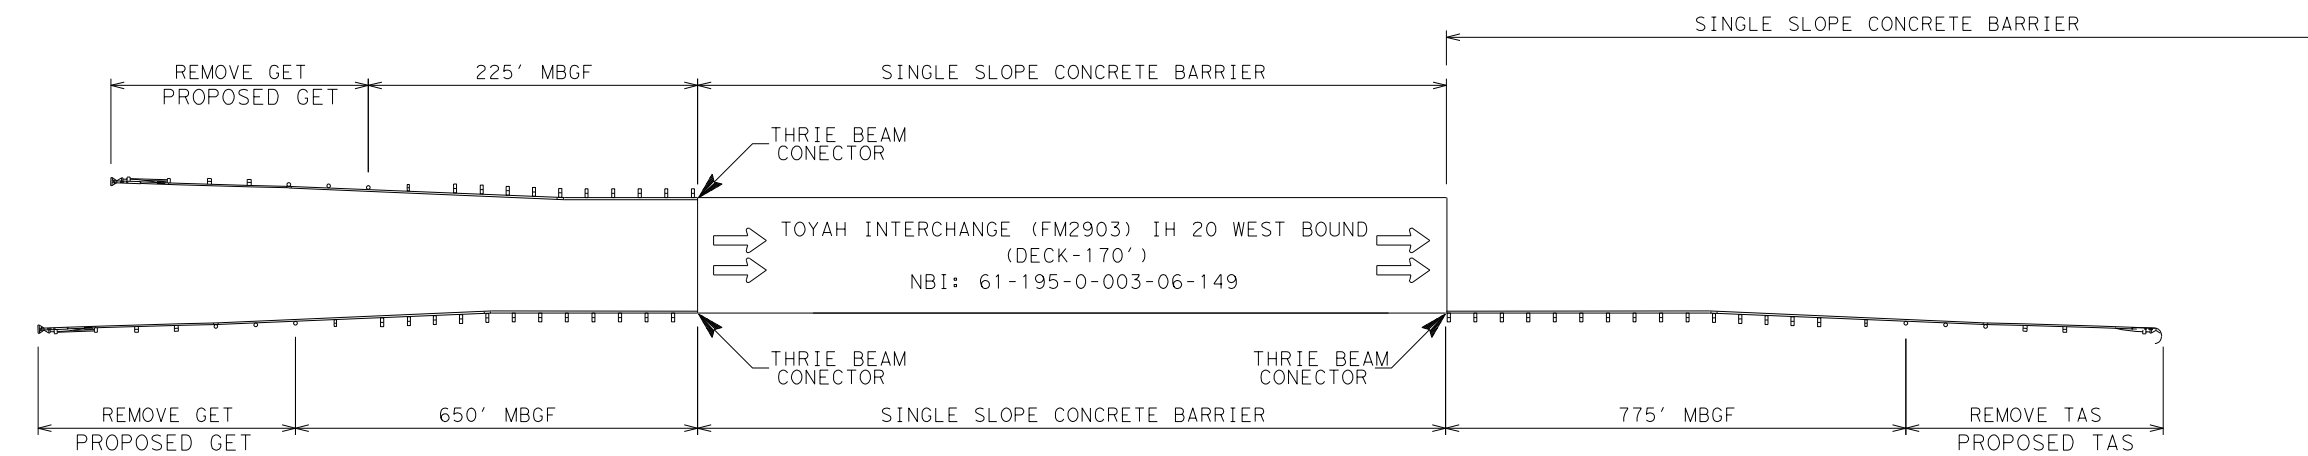 SINGLE SLOPE CONCRETE BARRIER
REMOVE GET
225' MBGF
SINGLE SLOPE CONCRETE BARRIER
PROPOSED GET
THRIE BEAM
CONECTOR
TOYAH INTERCHANGE (FM2903) IH 20 WEST BOUND
(DECK-170')
NBI: 61-195-0-003-06-149
THRIE BEAM
CONECTOR
THRIE BEAM
CONECTOR
REMOVE GET
650' MBGF
SINGLE SLOPE CONCRETE BARRIER
775' MBGF
REMOVE TAS
PROPOSED GET
PROPOSED TAS